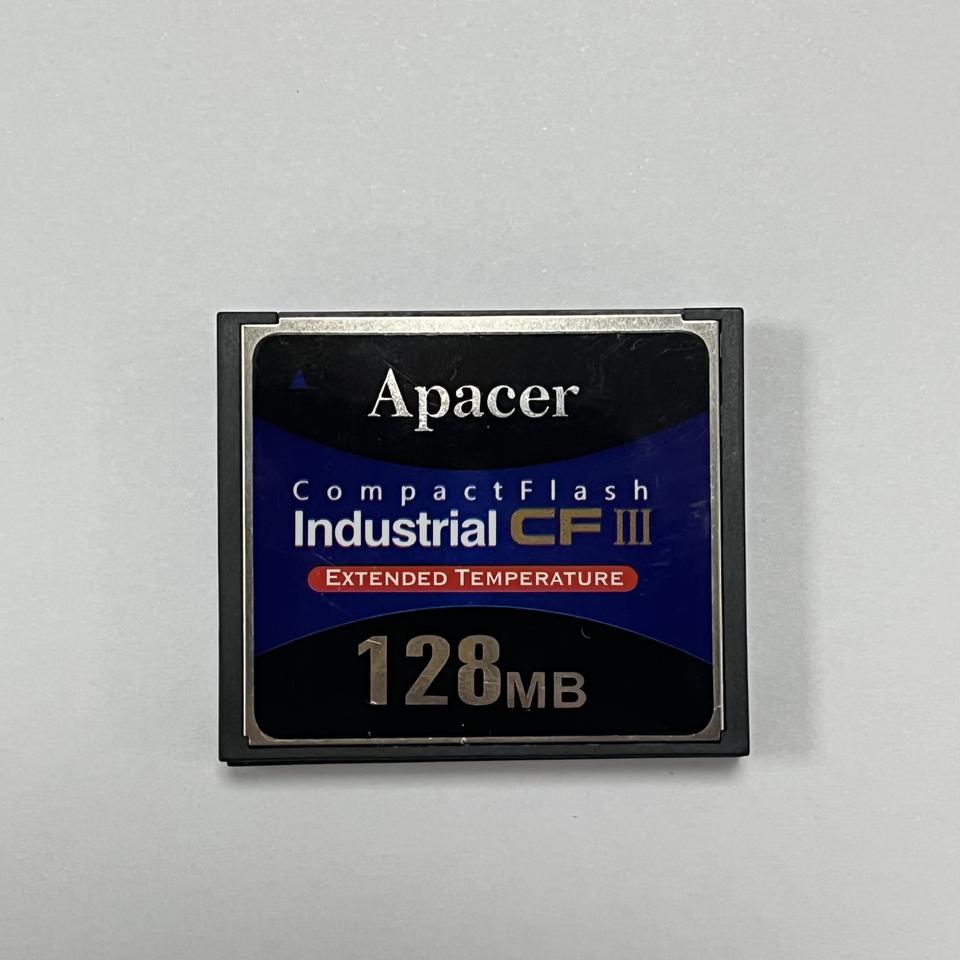 Apacer
CompactFlash
Industrial CF III
EXTENDED TEMPERATURE
128MB